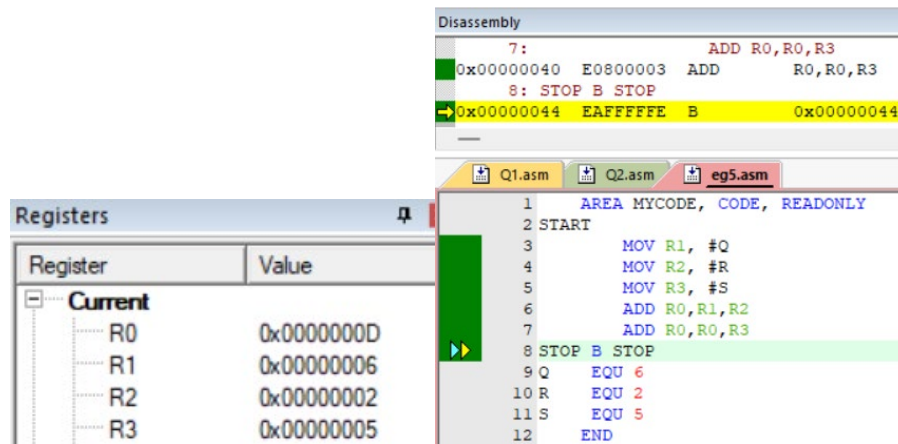 Disassembly
7: ADD R0,R0,R3
0x00000040 E0800003 ADD R0,R0,R3
8: STOP B STOP
0x00000044 EAFFFFFE B 0x00000044
Q1.asm Q2.asm eg5.asm
1 AREA MYCODE, CODE, READONLY
2 START
3 MOV R1, #Q
4 MOV R2, #R
5 MOV R3, #S
6 ADD R0,R1,R2
7 ADD R0,R0,R3
8 STOP B STOP
9 Q EQU 6
10 R EQU 2
11 S EQU 5
12 END
Registers
Register Value
Current
R0 0x0000000D
R1 0x00000006
R2 0x00000002
R3 0x00000005